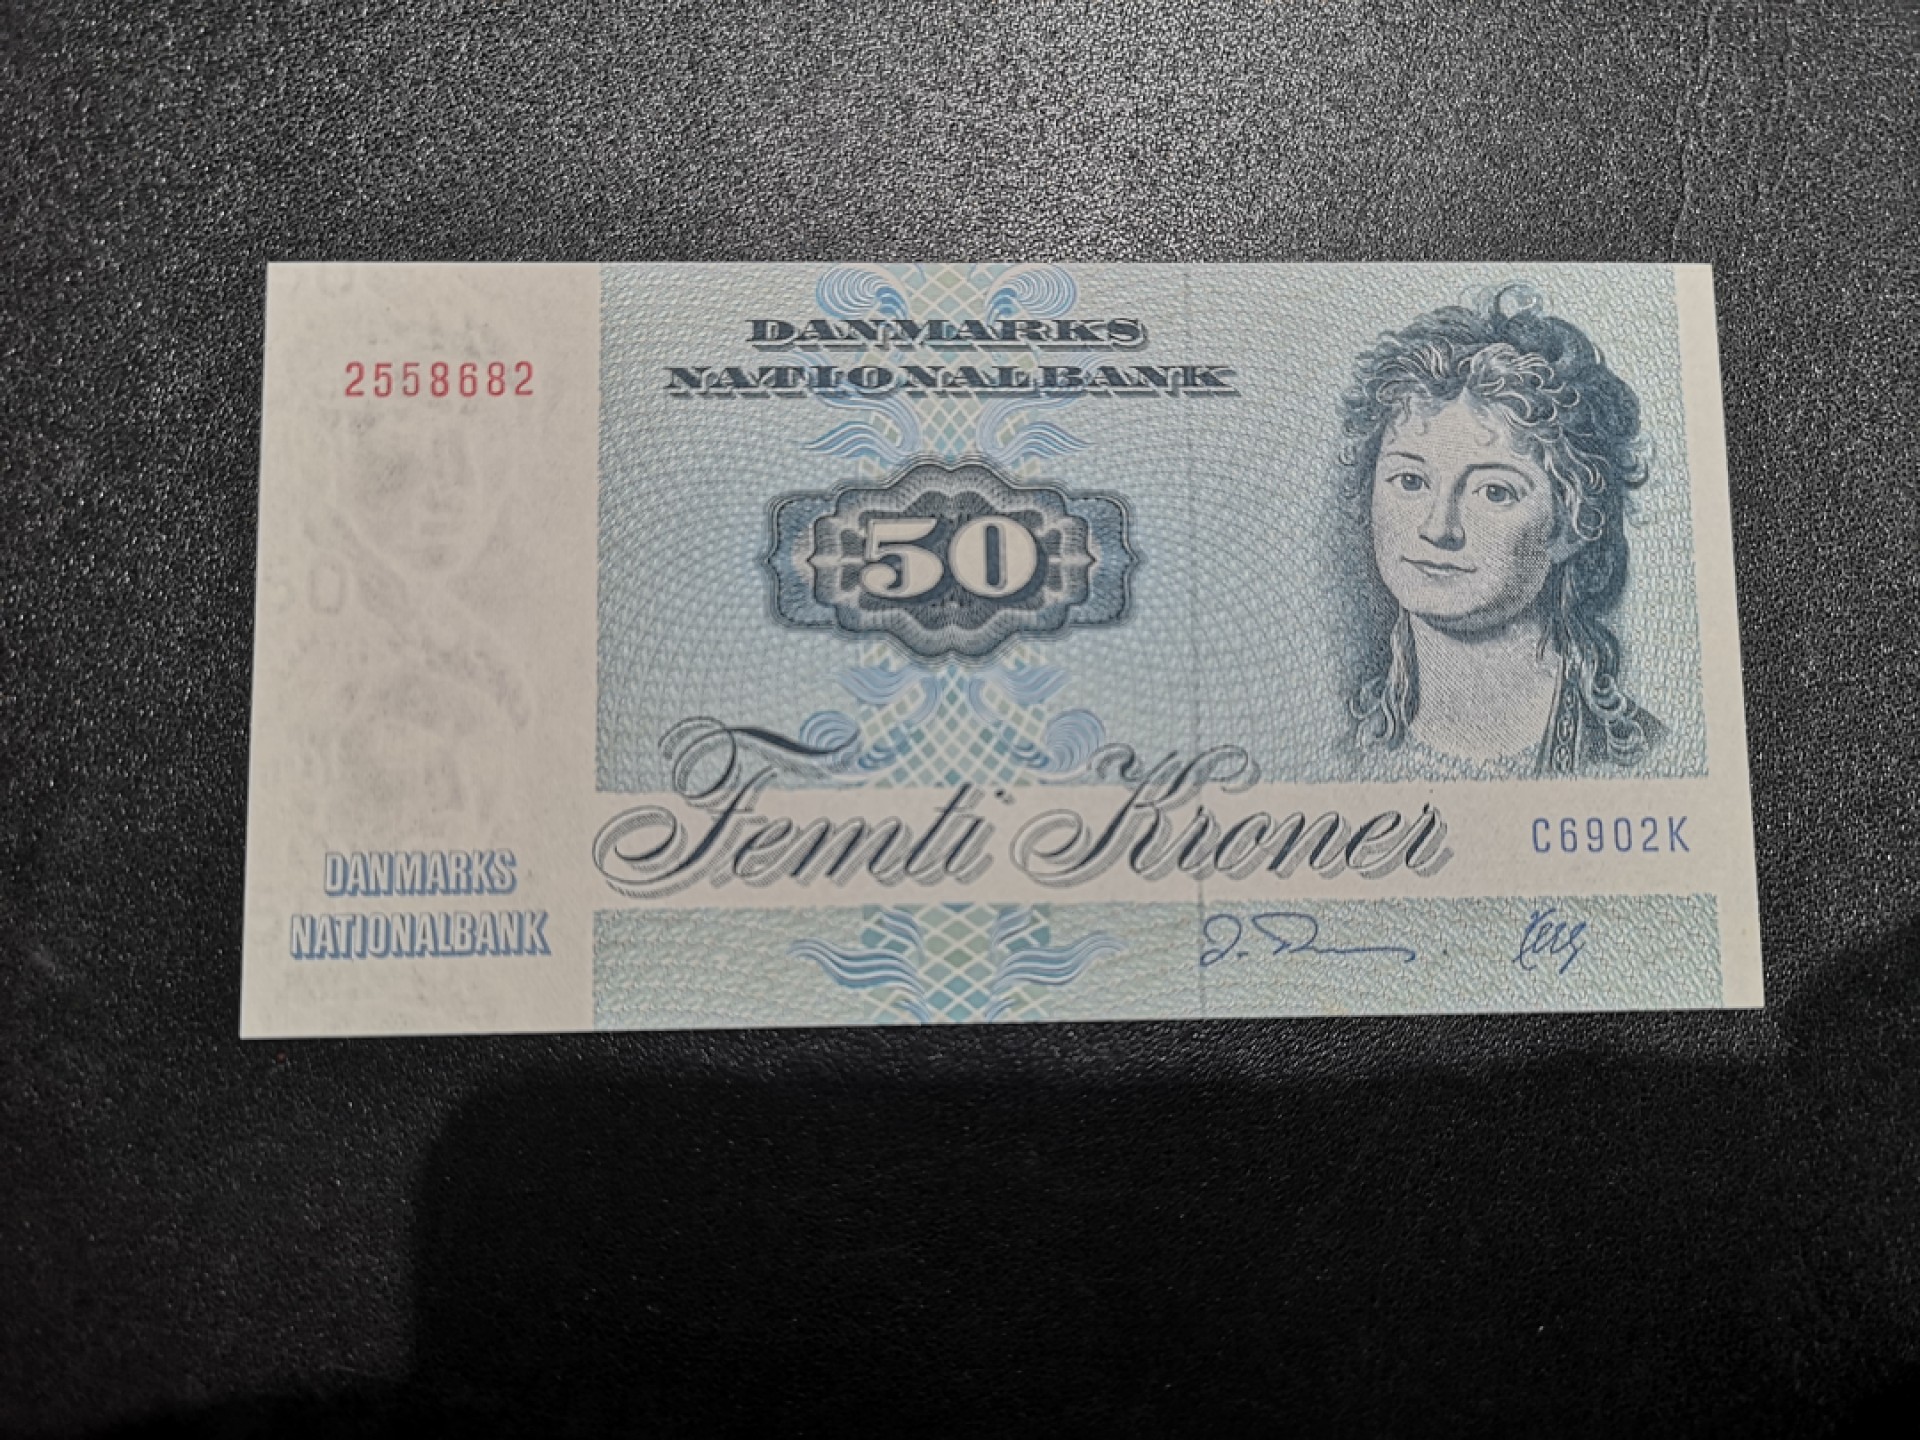 2558682
DANMARKS
NATIONALBANK
50
Femti Kroner
C6902K
DANMARKS
NATIONALBANK